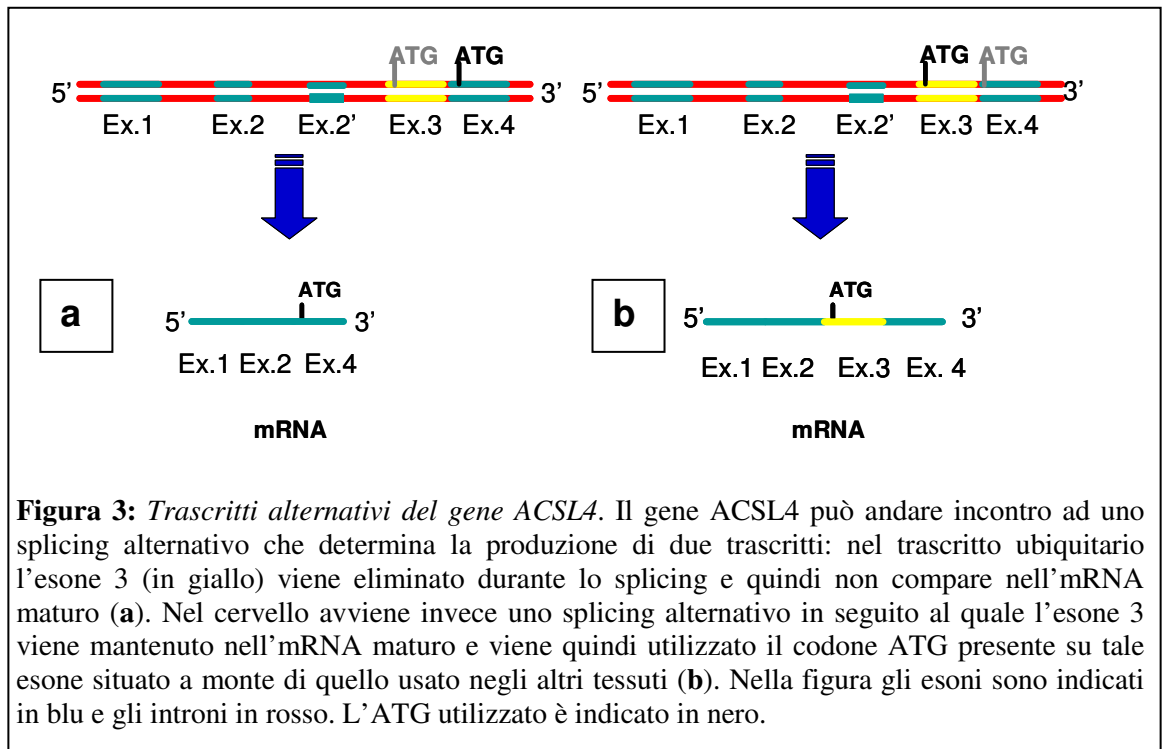 ATG ATG ATG ATG
5’ 3’ 5’ 3’
Ex.1 Ex.2 Ex.2’ Ex.3 Ex.4 Ex.1 Ex.2 Ex.2’ Ex.3 Ex.4
a ATG b ATG
5’ 3’ 5’ 3’
Ex.1 Ex.2 Ex.4 Ex.1 Ex.2 Ex.3 Ex. 4
mRNA mRNA
Figura 3: Trascritti alternativi del gene ACSL4. Il gene ACSL4 può andare incontro ad uno
splicing alternativo che determina la produzione di due trascritti: nel trascritto ubiquitario
l’esone 3 (in giallo) viene eliminato durante lo splicing e quindi non compare nell’mRNA
maturo (a). Nel cervello avviene invece uno splicing alternativo in seguito al quale l’esone 3
viene mantenuto nell’mRNA maturo e viene quindi utilizzato il codone ATG presente su tale
esone situato a monte di quello usato negli altri tessuti (b). Nella figura gli esoni sono indicati
in blu e gli introni in rosso. L’ATG utilizzato è indicato in nero.